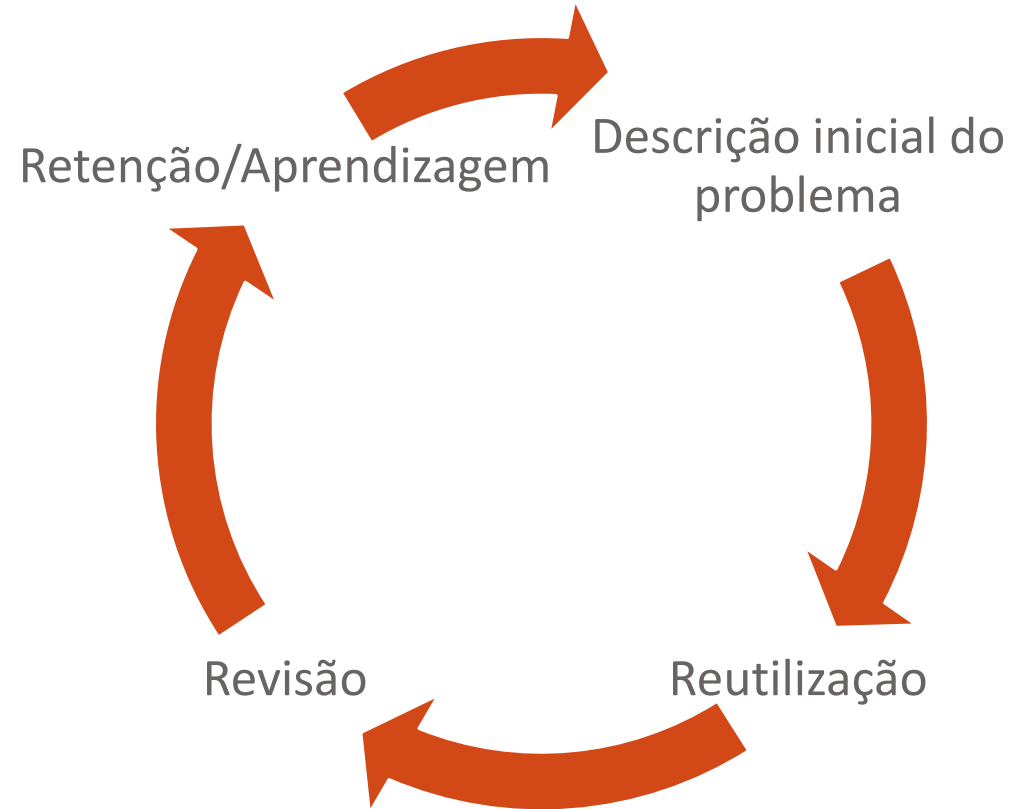 Retenção/Aprendizagem
Descrição inicial do
problema
Revisão
Reutilização